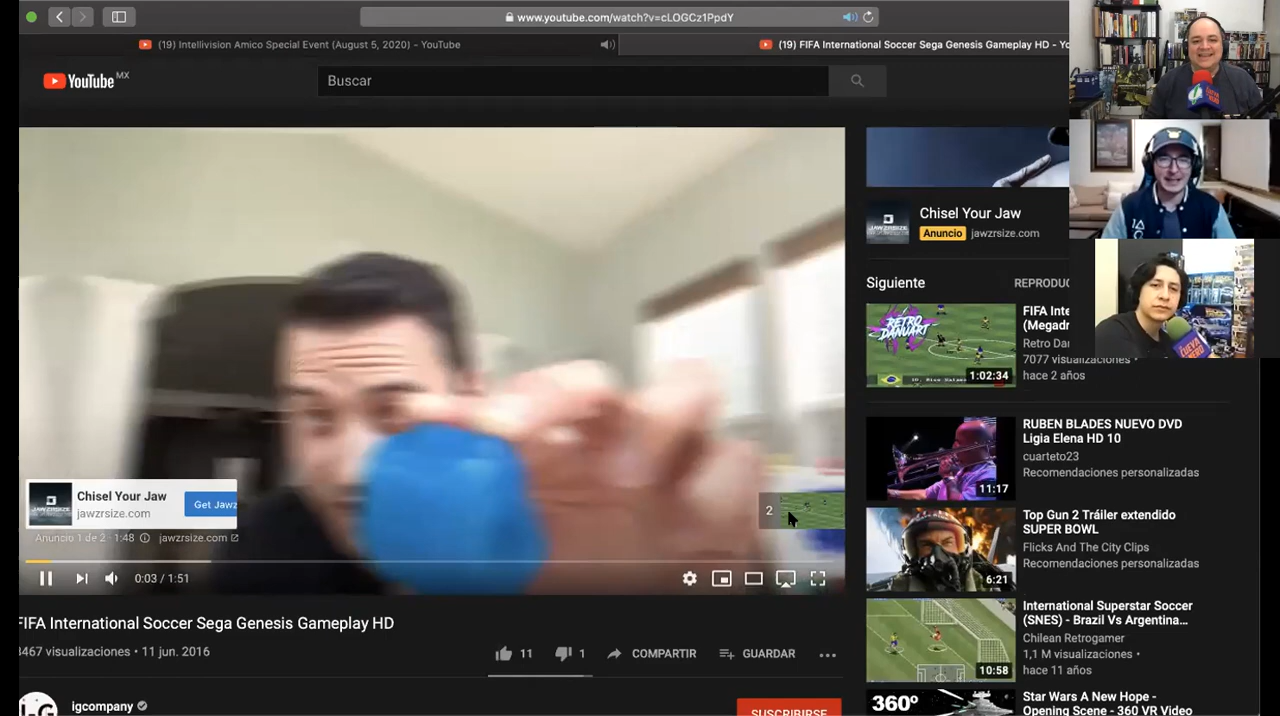 www.youtube.com/watch?v=cLOGCz1PpdY
(19) Intellivision Amico Special Event (August 5, 2020) - YouTube
(19) FIFA International Soccer Sega Genesis Gameplay HD - Yo
YouTube MX
Buscar
Chisel Your Jaw
Anuncio jawzrsize.com
Siguiente
REPRODUC
FIFA Inte
(Megadr
Retro Dan
7077 visualizaciones •
hace 2 años
RETRO
DANUART
1:02:34
RUBEN BLADES NUEVO DVD
Ligia Elena HD 10
cuarteto23
Recomendaciones personalizadas
11:17
Top Gun 2 Tráiler extendido
SUPER BOWL
Flicks And The City Clips
Recomendaciones personalizadas
6:21
International Superstar Soccer
(SNES) - Brazil Vs Argentina...
Chilean Retrogamer
1,1 M visualizaciones •
hace 11 años
10:58
Star Wars A New Hope -
Opening Scene - 360 VR Video
360°
Chisel Your Jaw
jawzrsize.com
Get Jawz
Anuncio 1 de 2 · 1:48 jawzrsize.com
2
0:03 / 1:51
FIFA International Soccer Sega Genesis Gameplay HD
8467 visualizaciones • 11 jun. 2016
11
1
COMPARTIR
GUARDAR
igcompany
SUSCRIBIRSE